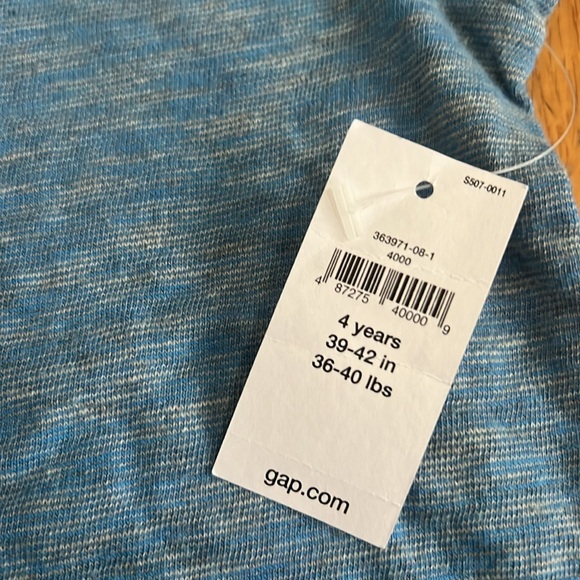 S507-0011
363971-08-1
4000
4 87275 40000 9
4 years
39-42 in
36-40 lbs
gap.com